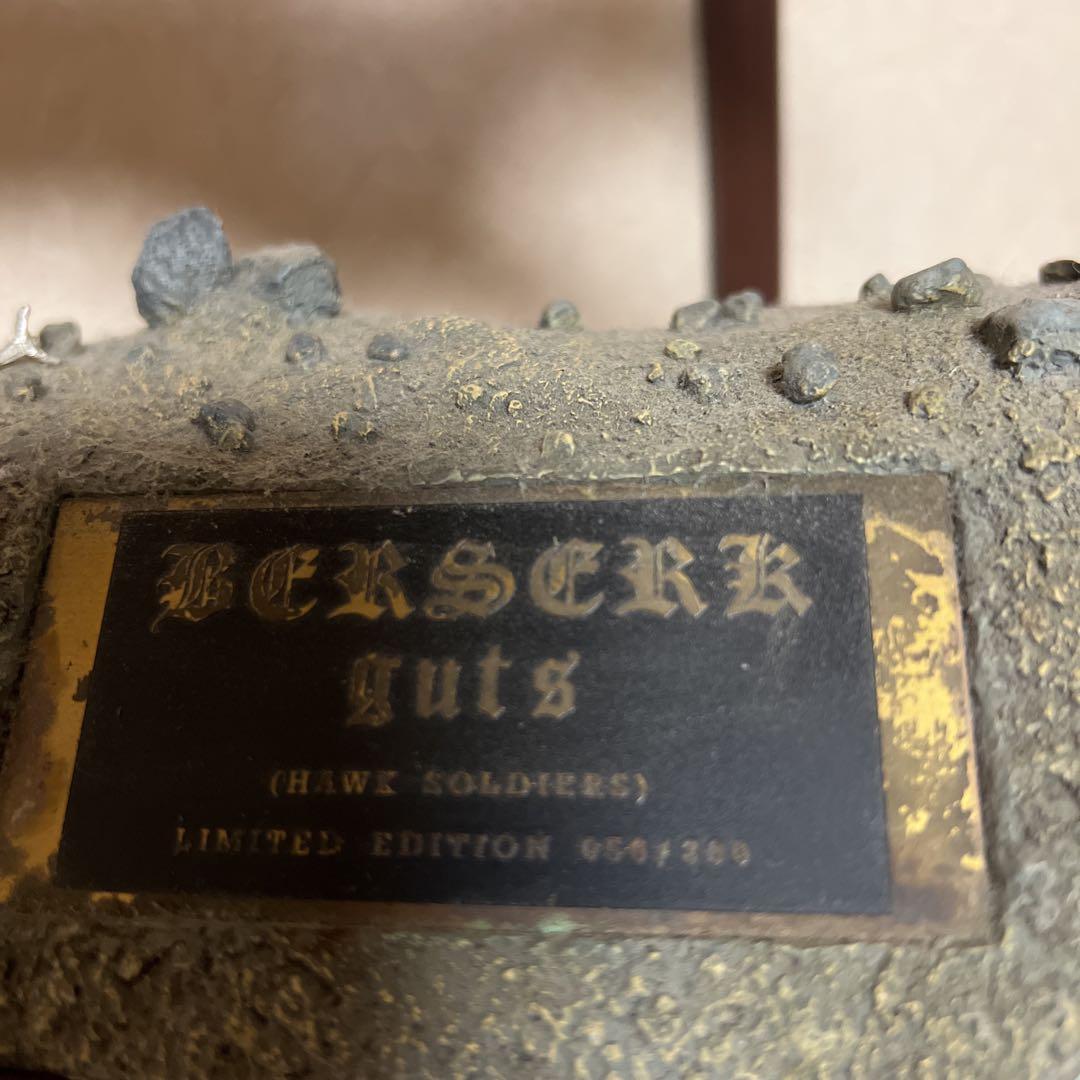 BERSERK
guts
(HAWK SOLDIERS)
LIMITED EDITION